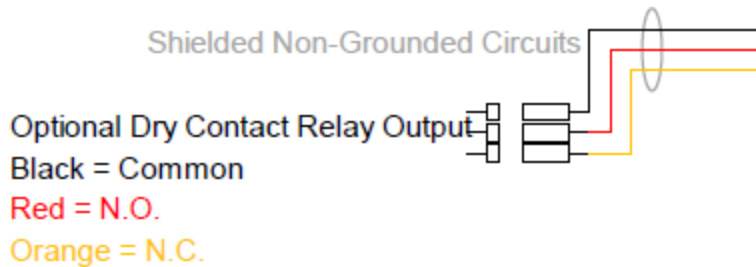 Shielded Non-Grounded Circuits
Optional Dry Contact Relay Output
Black = Common
Red = N.O.
Orange = N.C.